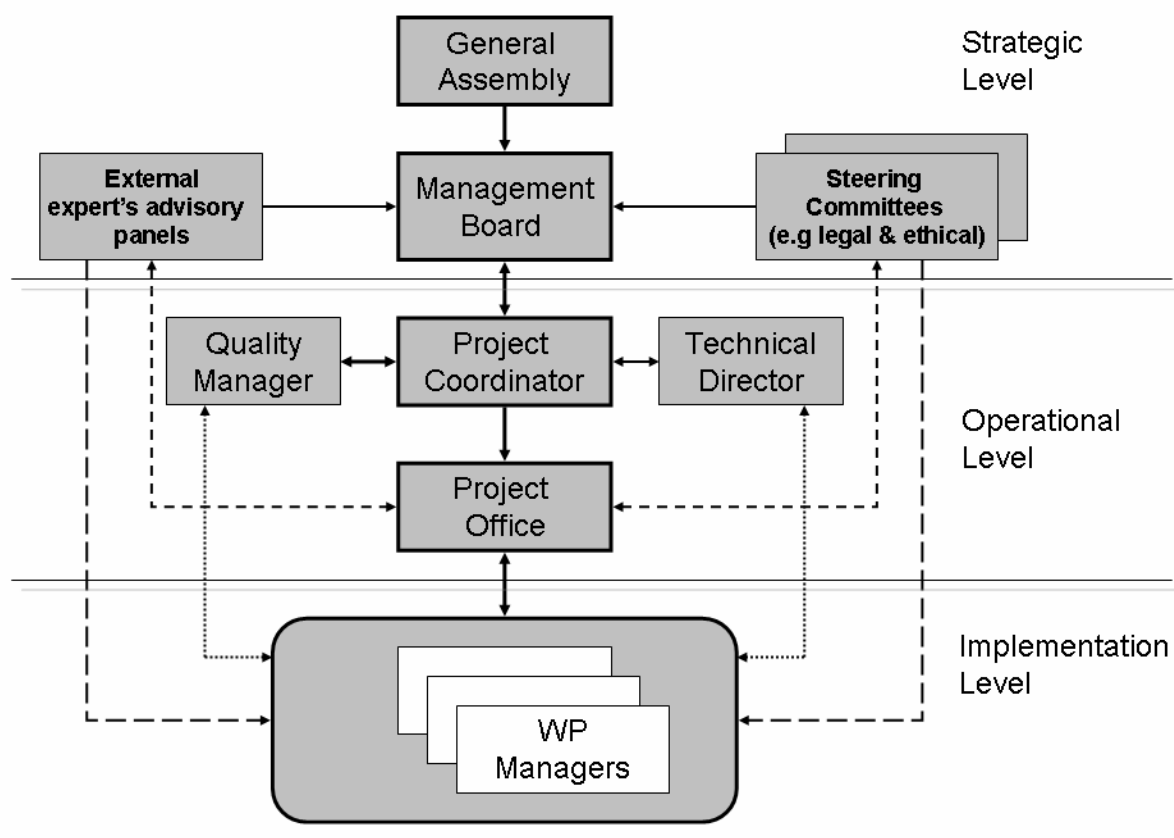 General
Assembly
Strategic
Level
External
expert's advisory
panels
Management
Board
Steering
Committees
(e.g legal & ethical)
Quality
Manager
Project
Coordinator
Technical
Director
Operational
Level
Project
Office
Implementation
Level
WP
Managers